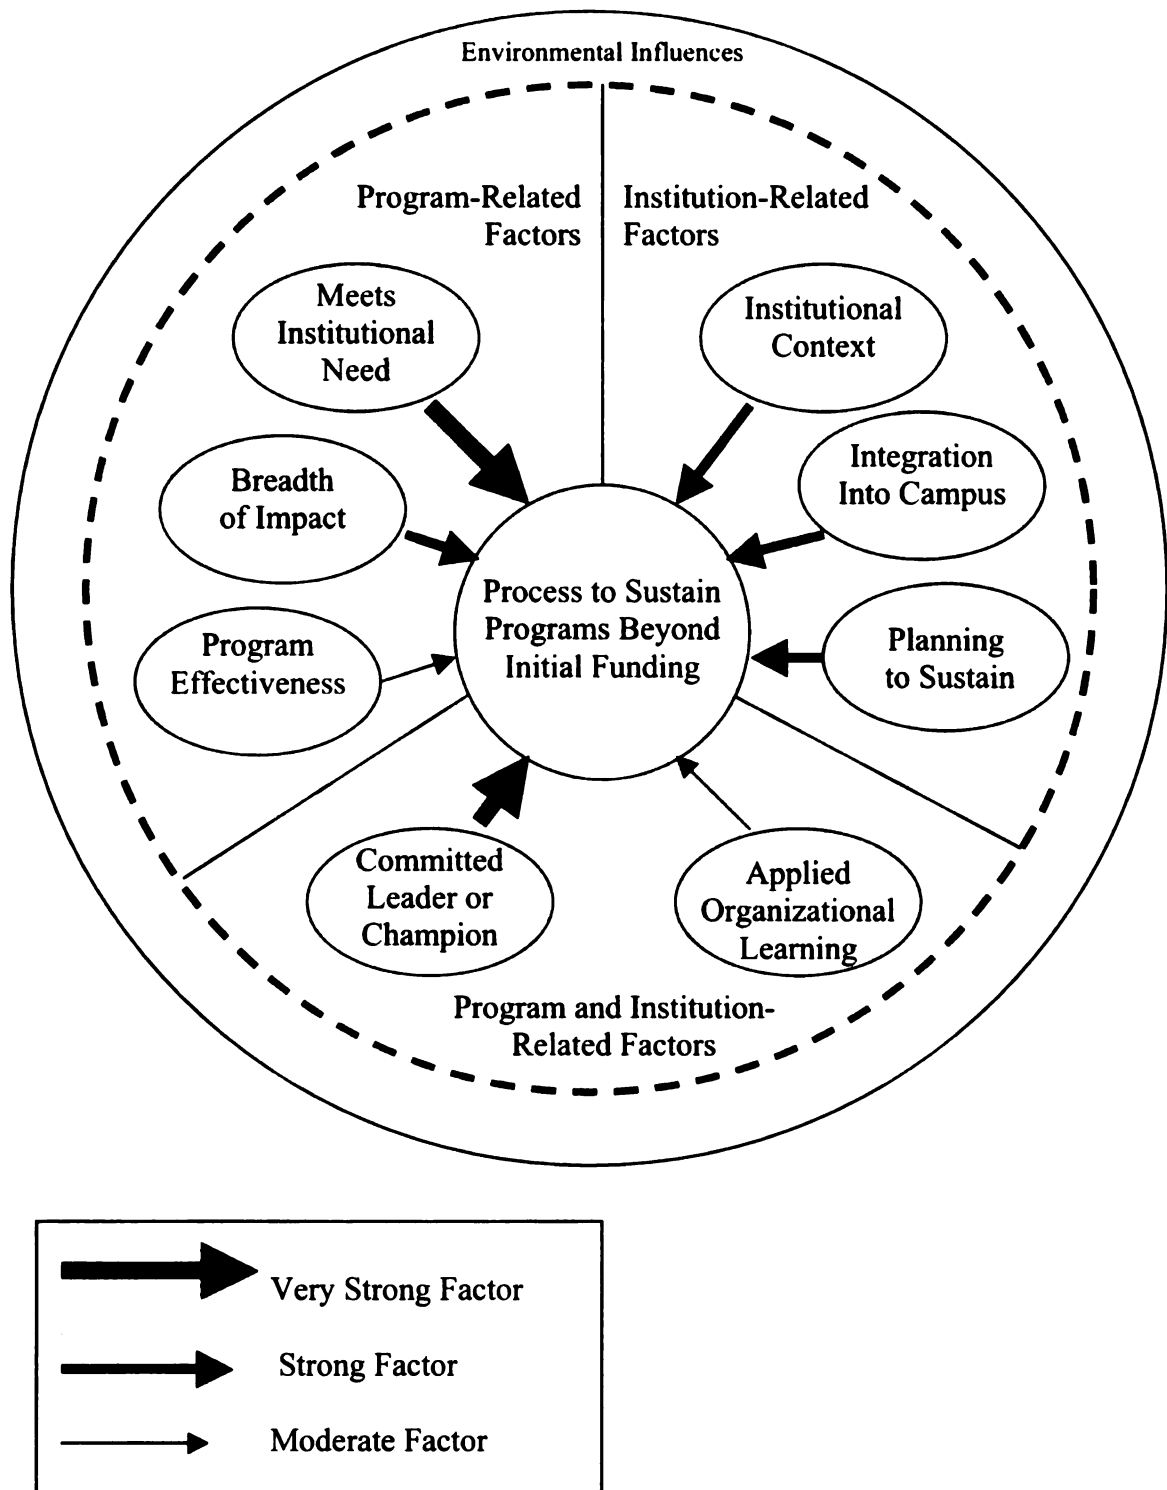 Environmental Influences
Program-Related
Factors
Institution-Related
Factors
Meets
Institutional
Need
Institutional
Context
Breadth
of Impact
Integration
Into Campus
Process to Sustain
Programs Beyond
Initial Funding
Program
Effectiveness
Planning
to Sustain
Committed
Leader or
Champion
Applied
Organizational
Learning
Program and Institution-
Related Factors
Very Strong Factor
Strong Factor
Moderate Factor